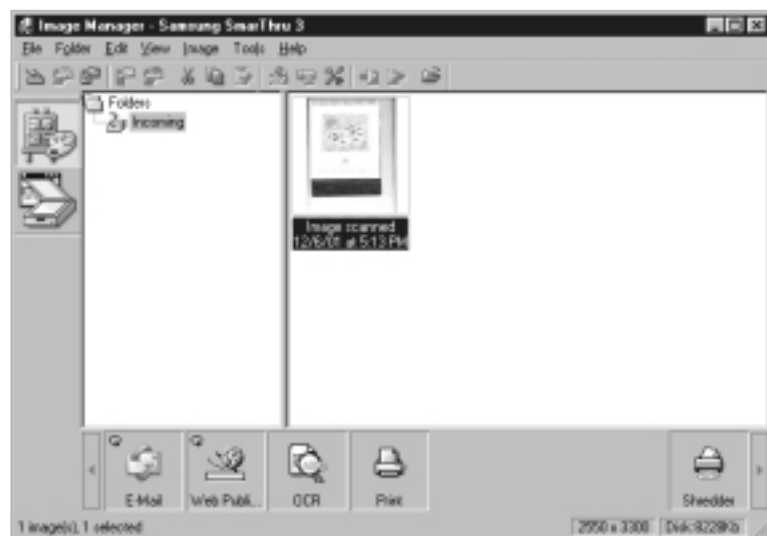 Image Manager - Samsung SmarThru 3
File Folder Edit View Image Tools Help
Folders
Incoming
Image scanned
12/6/01 at 5:13 PM
E-Mail
Web Publi...
OCR
Print
Shredder
1 image(s), 1 selected
2550 x 3300
Disk:8228Kb